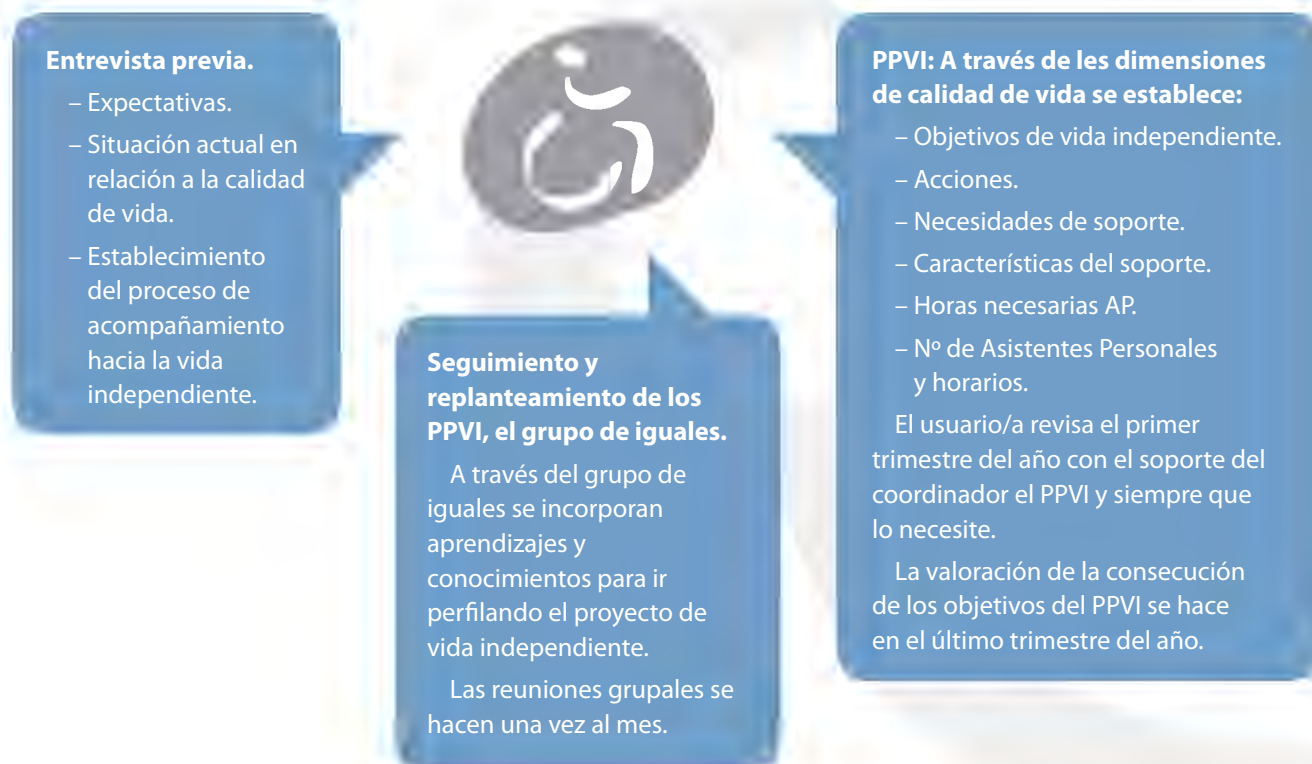 Entrevista previa.
– Expectativas.
– Situación actual en
relación a la calidad
de vida.
– Establecimiento
del proceso de
acompañamiento
hacia la vida
independiente.
Seguimiento y
replanteamiento de los
PPVI, el grupo de iguales.
A través del grupo de
iguales se incorporan
aprendizajes y
conocimientos para ir
perfilando el proyecto de
vida independiente.
Las reuniones grupales se
hacen una vez al mes.
PPVI: A través de les dimensiones
de calidad de vida se establece:
– Objetivos de vida independiente.
– Acciones.
– Necesidades de soporte.
– Característícas del soporte.
– Horas necesarias AP.
– Nº de Asistentes Personales
y horarios.
El usuario/a revisa el primer
trimestre del año con el soporte del
coordinador el PPVI y siempre que
lo necesite.
La valoración de la consecución
de los objetivos del PPVI se hace
en el último trimestre del año.